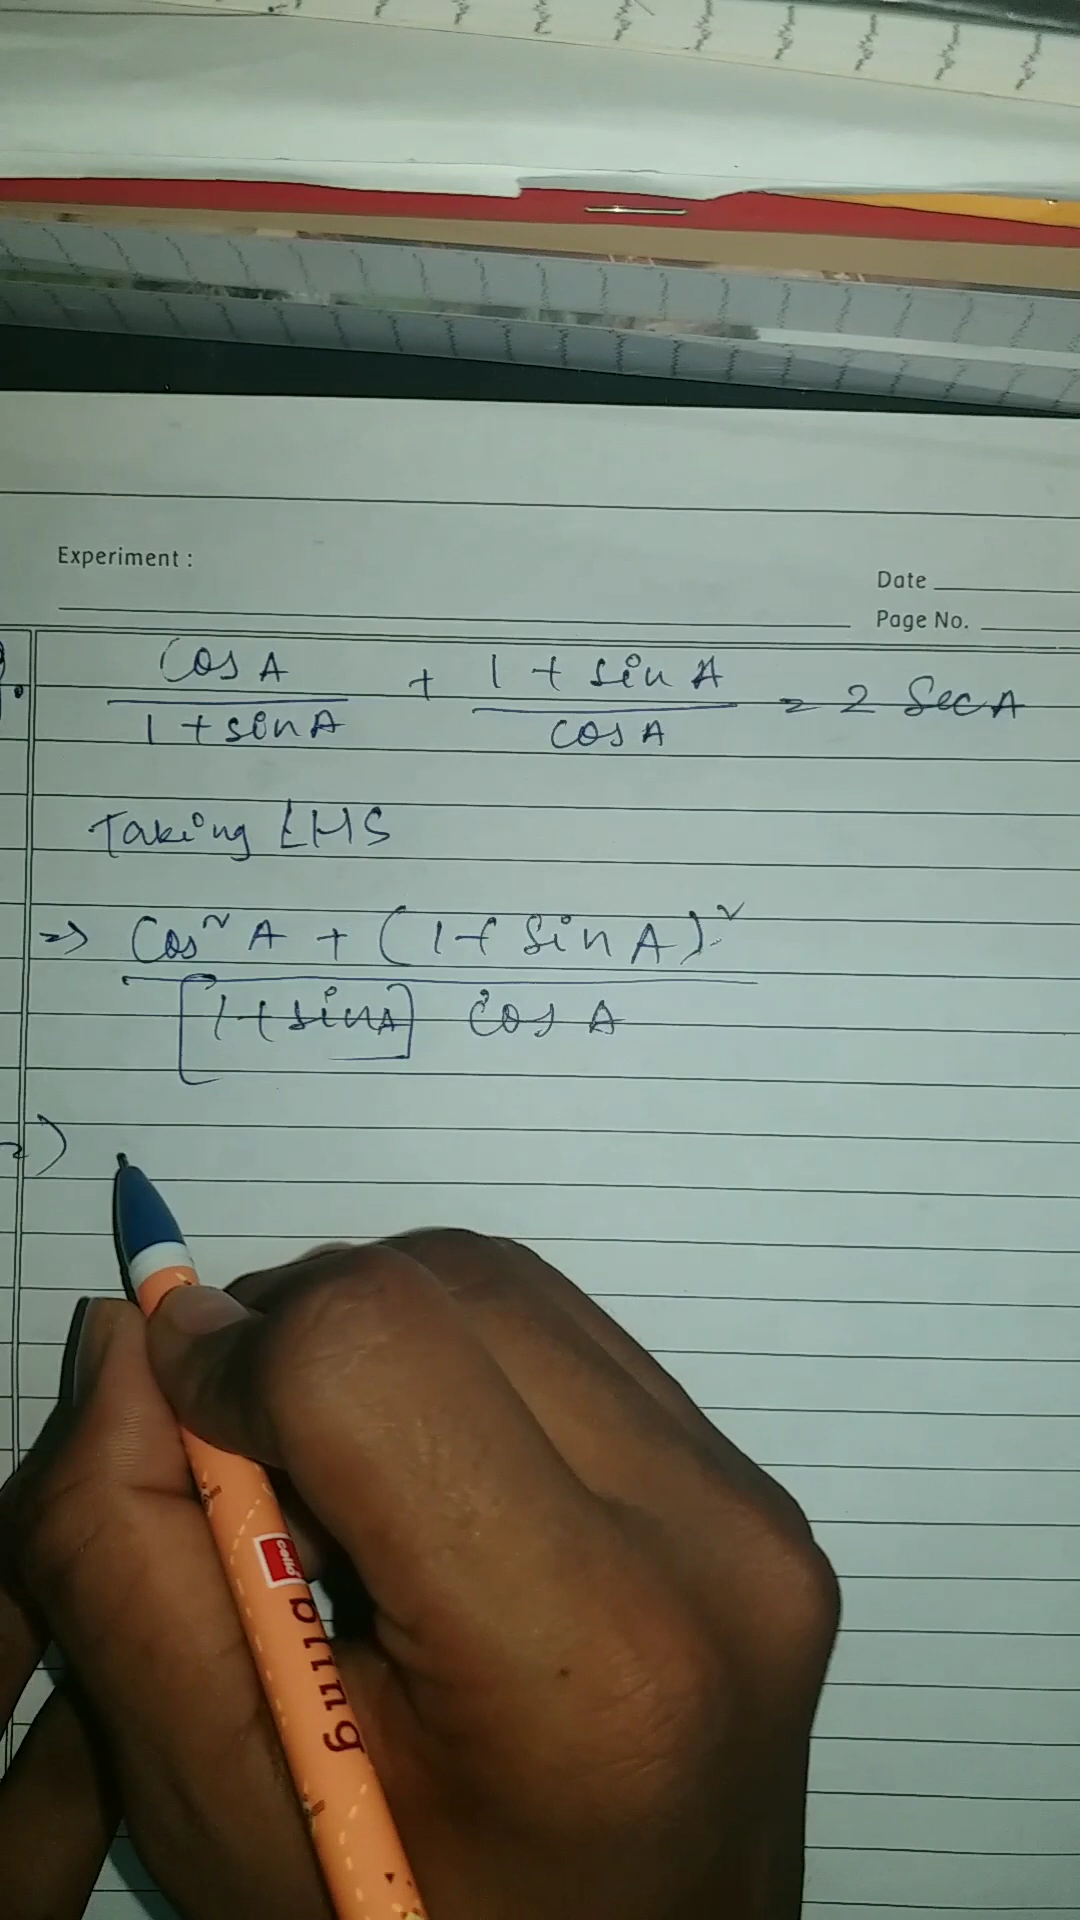 Experiment :
Date
Page No.
Cos A / 1 + sin A + 1 + sin A / cos A = 2 Sec A
Taking LHS
=> Cos² A + (1 + sin A)² / [1 + sin A] cos A
cello
bling